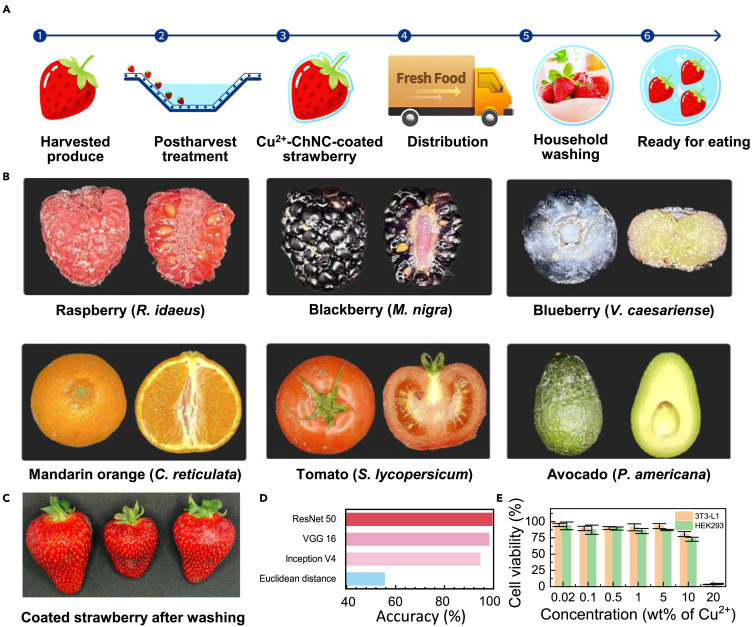 A
1 2 3 4 5 6
Fresh Food
Harvested
produce
Postharvest
treatment
Cu²⁺-ChNC-coated
strawberry
Distribution
Household
washing
Ready for eating
B
Raspberry (R. idaeus)
Blackberry (M. nigra)
Blueberry (V. caesariense)
Mandarin orange (C. reticulata)
Tomato (S. lycopersicum)
Avocado (P. americana)
C
Coated strawberry after washing
D
ResNet 50
VGG 16
Inception V4
Euclidean distance
40 60 80 100
Accuracy (%)
E
Cell viability (%)
100
75
50
25
0
3T3-L1
HEK293
0.02 0.1 0.5 1 5 10 20
Concentration (wt% of Cu²⁺)